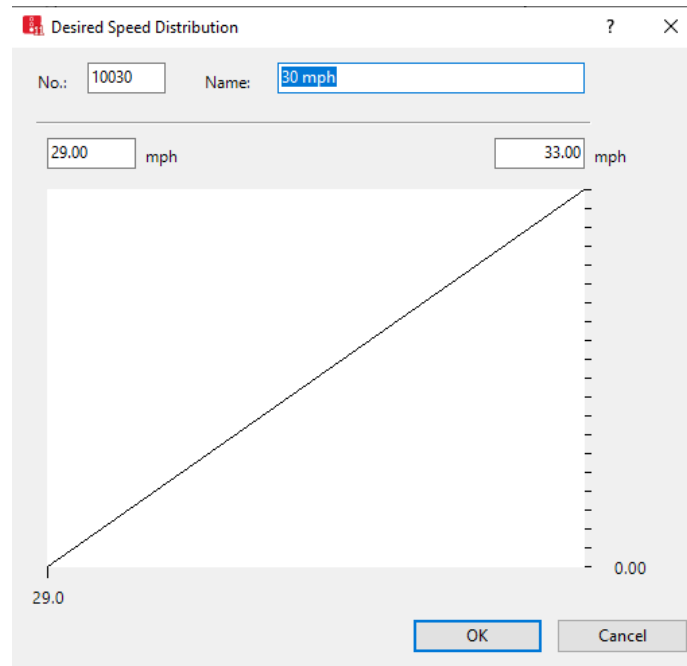 Desired Speed Distribution ? ✕
No.: 10030 Name: 30 mph
29.00 mph 33.00 mph
0.00
29.0
OK Cancel